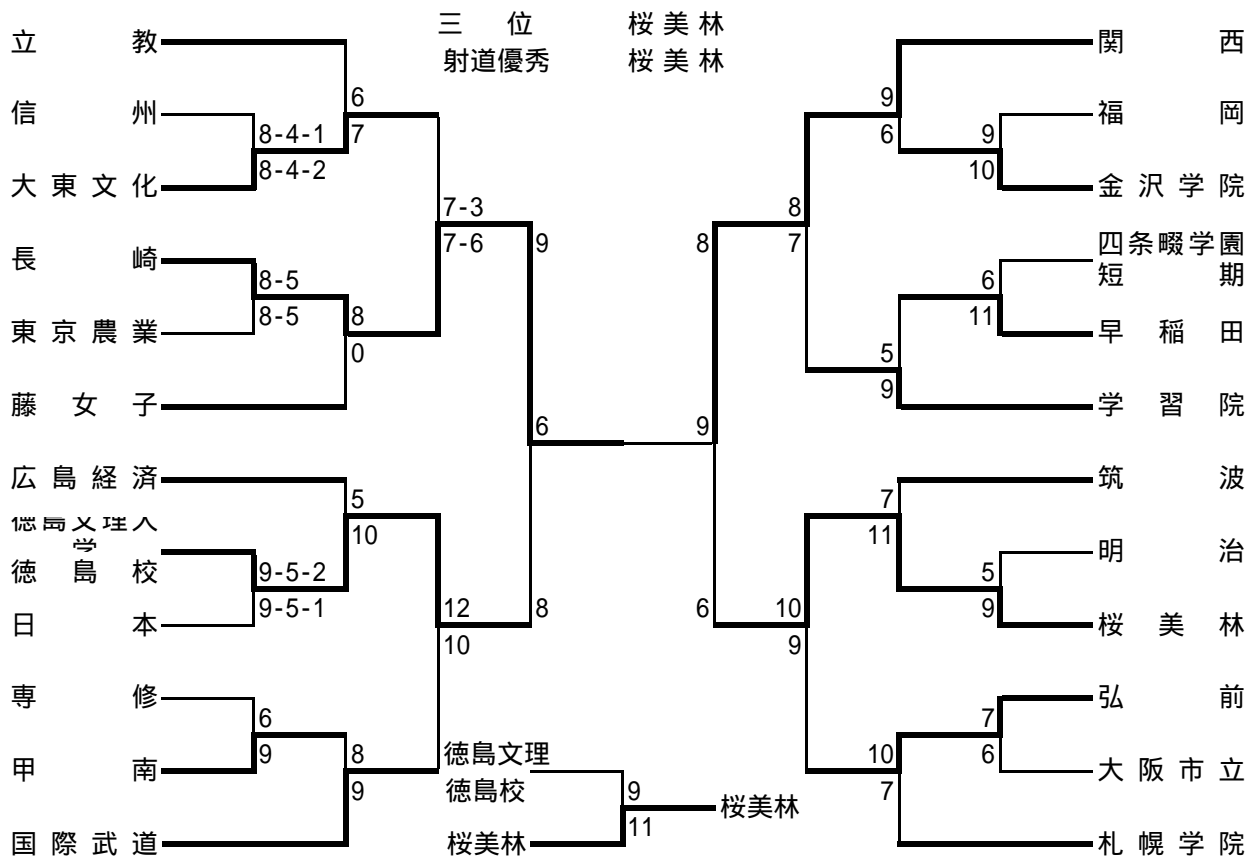 三位 桜美林
射道優秀 桜美林
立教
信州
大東文化
長崎
東京農業
藤女子
広島経済
徳島文理大
学
徳島校
日本
専修
甲南
国際武道
6
7
8-4-1
8-4-2
7-3
7-6
8-5
8-5
8
0
9
6
5
10
9-5-2
9-5-1
12
10
8
6
9
8
9
関西
福岡
金沢学院
四条畷学園
短期
早稲田
学習院
筑波
明治
桜美林
弘前
大阪市立
札幌学院
9
6
9
10
8
7
8
6
11
5
9
9
7
11
5
9
6
10
9
7
6
10
7
徳島文理
徳島校
桜美林
9
11
桜美林